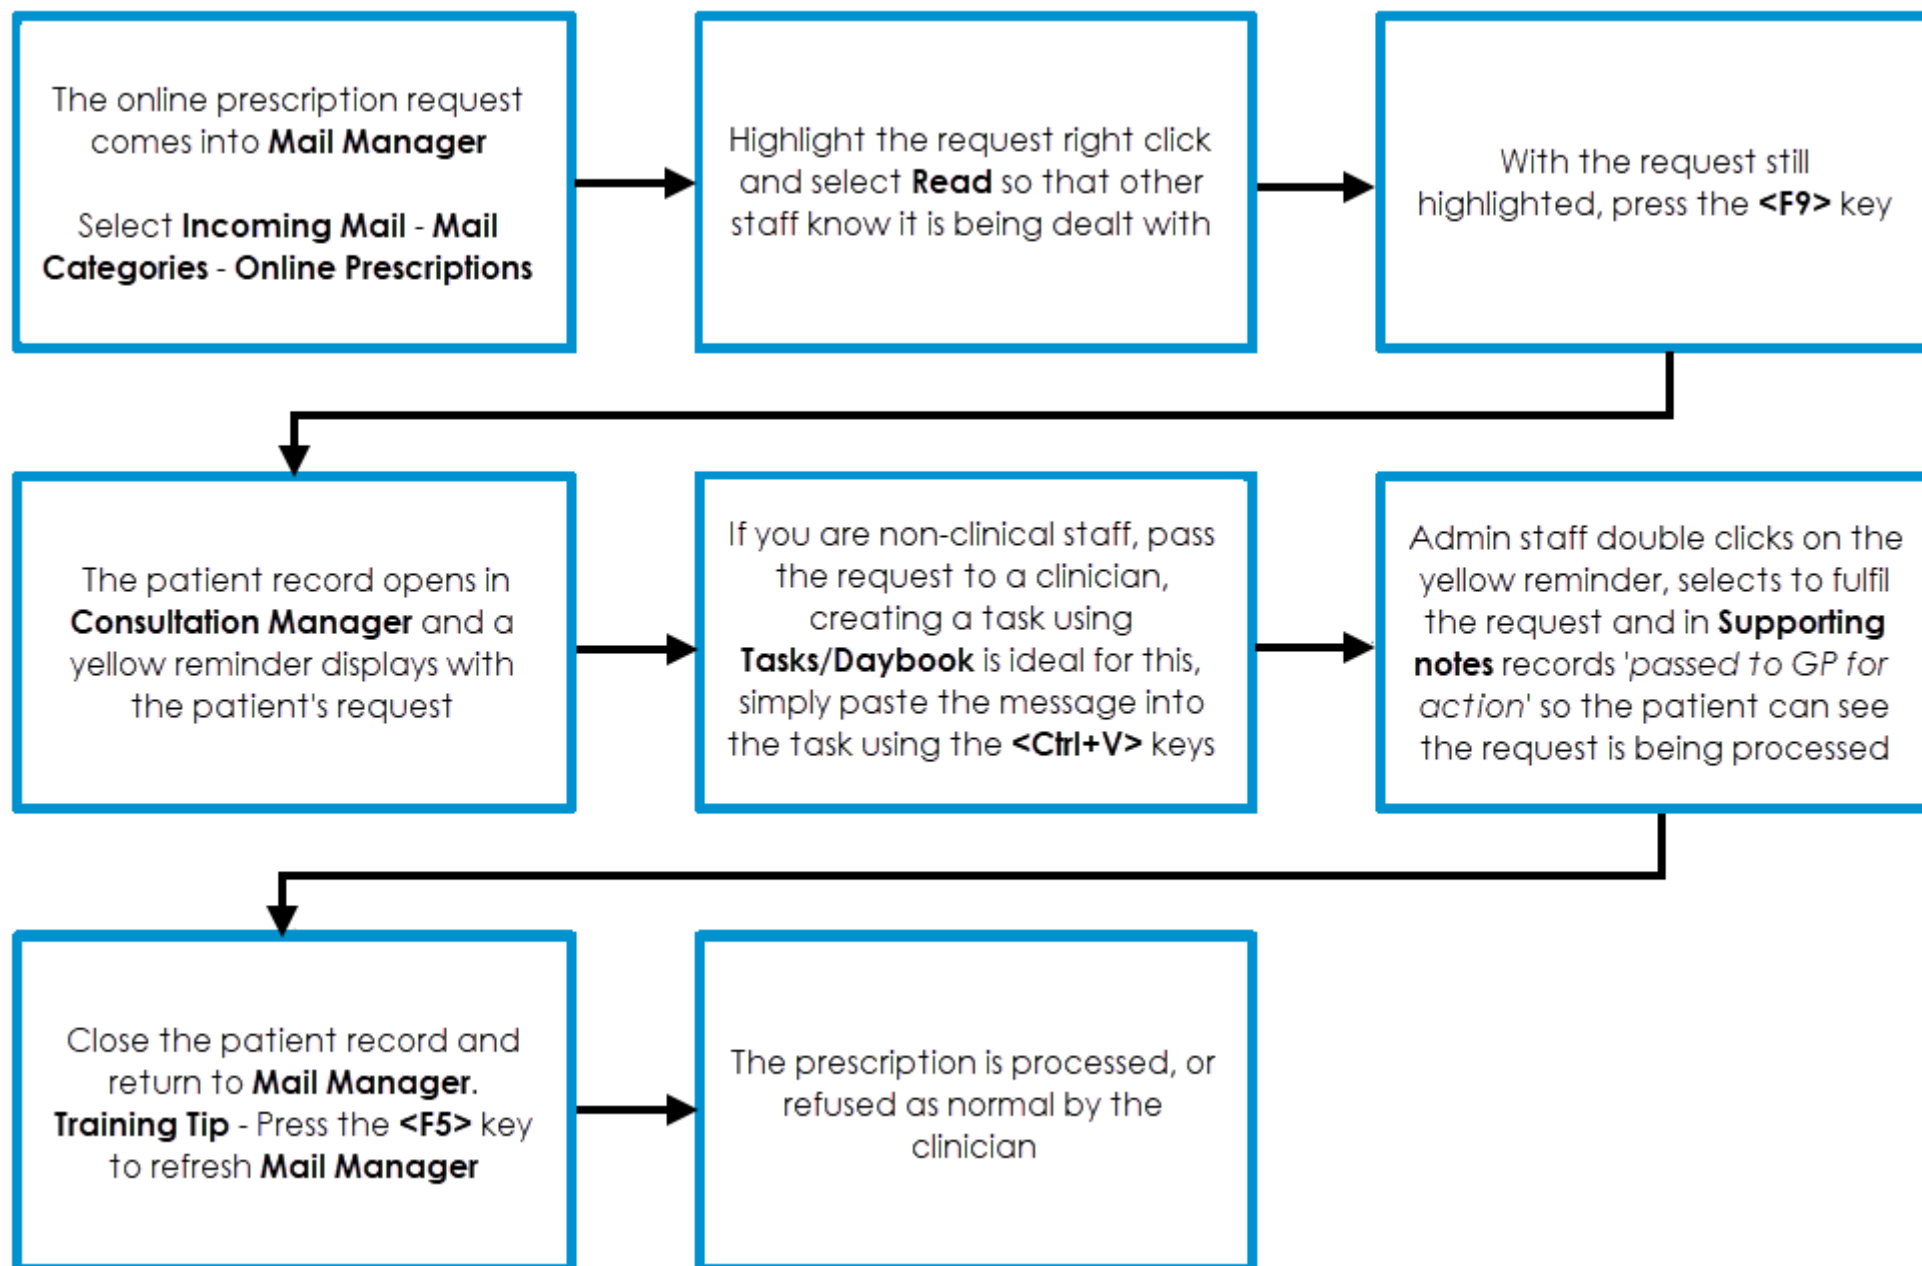 The online prescription request
comes into Mail Manager
Select Incoming Mail - Mail
Categories - Online Prescriptions
Highlight the request right click
and select Read so that other
staff know it is being dealt with
With the request still
highlighted, press the <F9> key
The patient record opens in
Consultation Manager and a
yellow reminder displays with
the patient's request
If you are non-clinical staff, pass
the request to a clinician,
creating a task using
Tasks/Daybook is ideal for this,
simply paste the message into
the task using the <Ctrl+V> keys
Admin staff double clicks on the
yellow reminder, selects to fulfil
the request and in Supporting
notes records 'passed to GP for
action' so the patient can see
the request is being processed
Close the patient record and
return to Mail Manager.
Training Tip - Press the <F5> key
to refresh Mail Manager
The prescription is processed, or
refused as normal by the
clinician